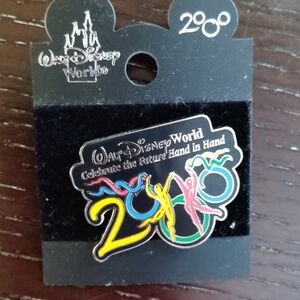 Walt Disney World®
2000
Walt Disney World
Celebrate the Future Hand in Hand
2000